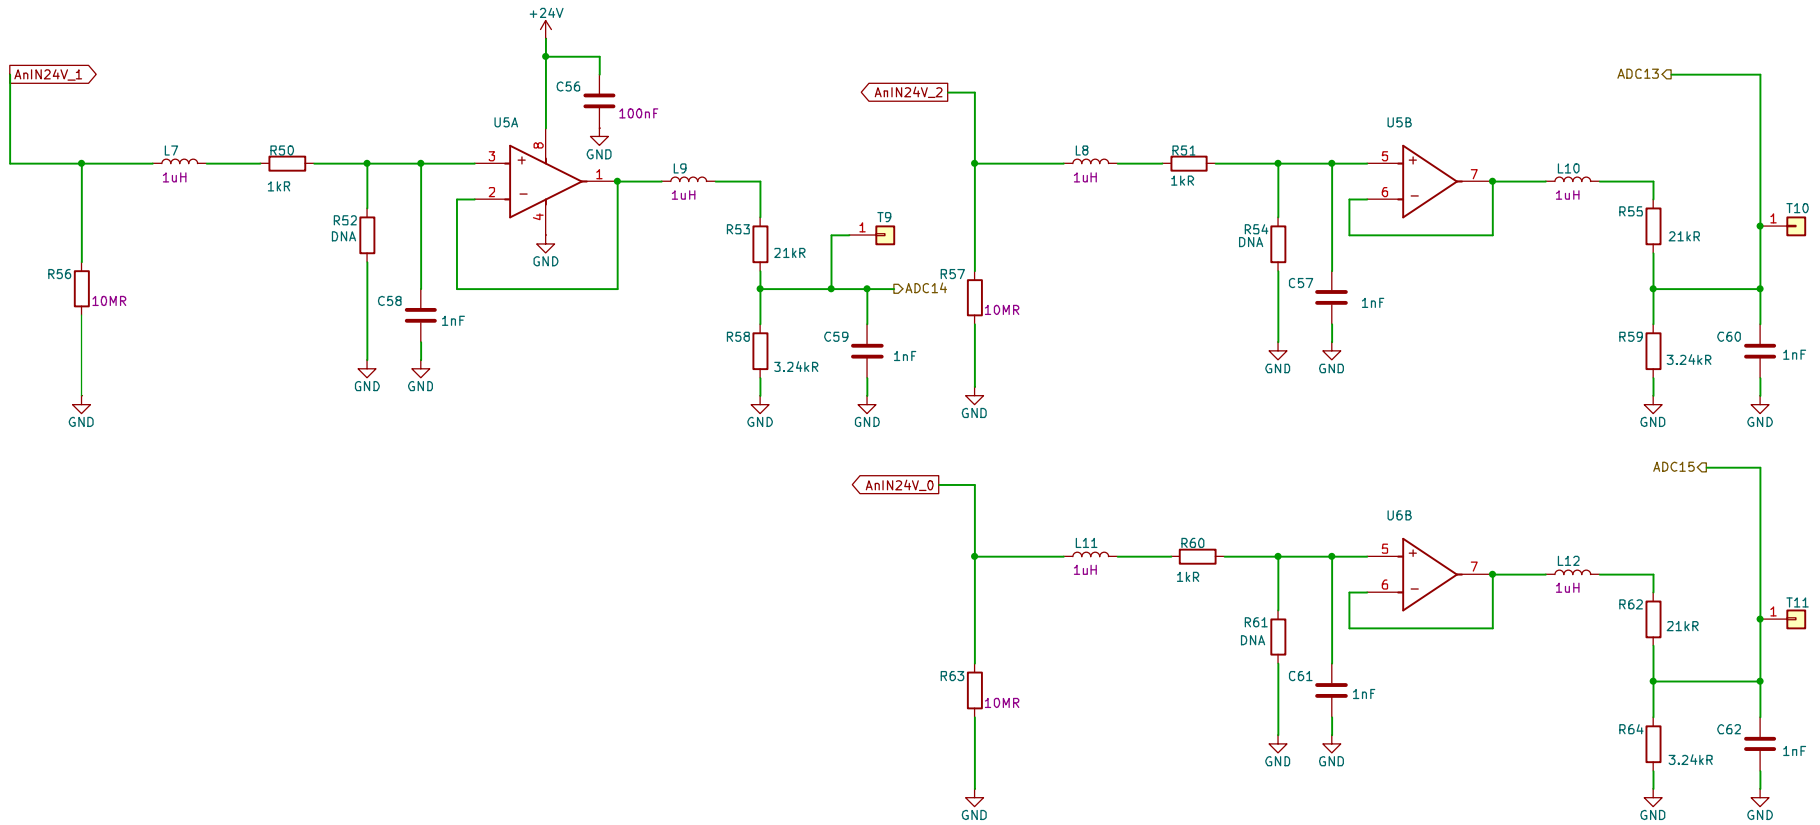 +24V
AnIN24V_1
C56
100nF
GND
U5A
8
L7
1uH
R50
1kR
3
+
2
−
1
4
GND
L9
1uH
R52
DNA
R53
21kR
1
T9
ADC14
R56
10MR
C58
1nF
R58
3.24kR
C59
1nF
GND
GND
GND
GND
GND
ADC13
AnIN24V_2
U5B
L8
1uH
R51
1kR
5
+
6
−
7
L10
1uH
R55
21kR
1
T10
R54
DNA
R57
10MR
C57
1nF
R59
3.24kR
C60
1nF
GND
GND
GND
GND
GND
ADC15
AnIN24V_0
U6B
L11
1uH
R60
1kR
5
+
6
−
7
L12
1uH
R62
21kR
1
T11
R61
DNA
R63
10MR
C61
1nF
R64
3.24kR
C62
1nF
GND
GND
GND
GND
GND